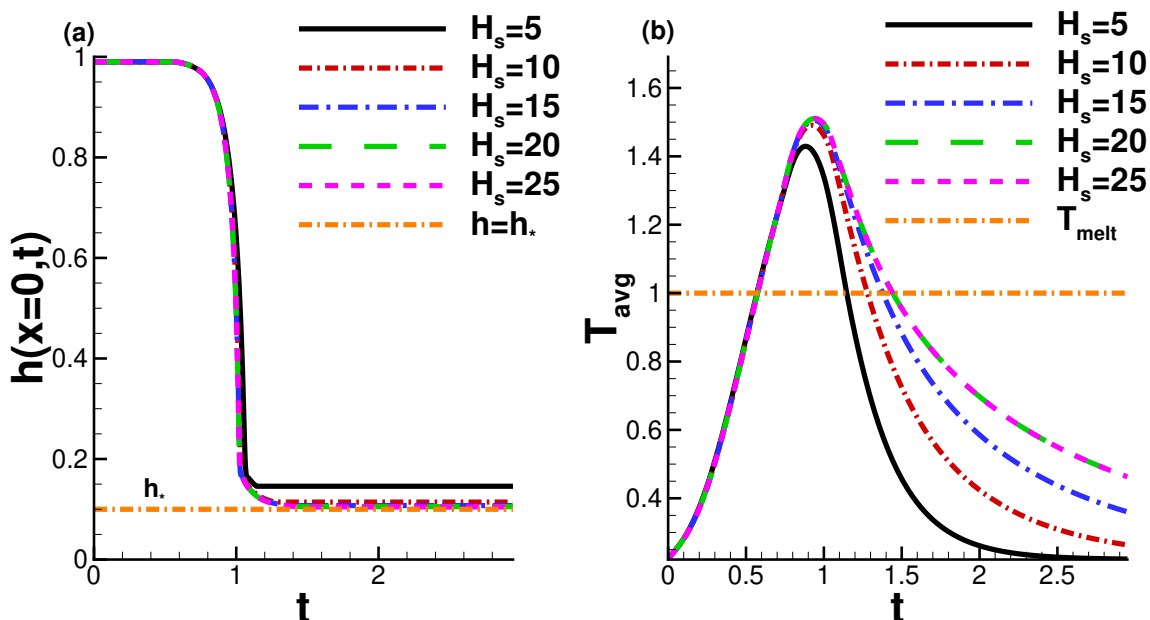 (a)
H_s=5
H_s=10
H_s=15
H_s=20
H_s=25
h=h_*
h(x=0,t)
1
0.8
0.6
0.4
0.2
0
h_*
0
1
2
t
(b)
H_s=5
H_s=10
H_s=15
H_s=20
H_s=25
T_melt
T_avg
1.6
1.4
1.2
1
0.8
0.6
0.4
0
0.5
1
1.5
2
2.5
t